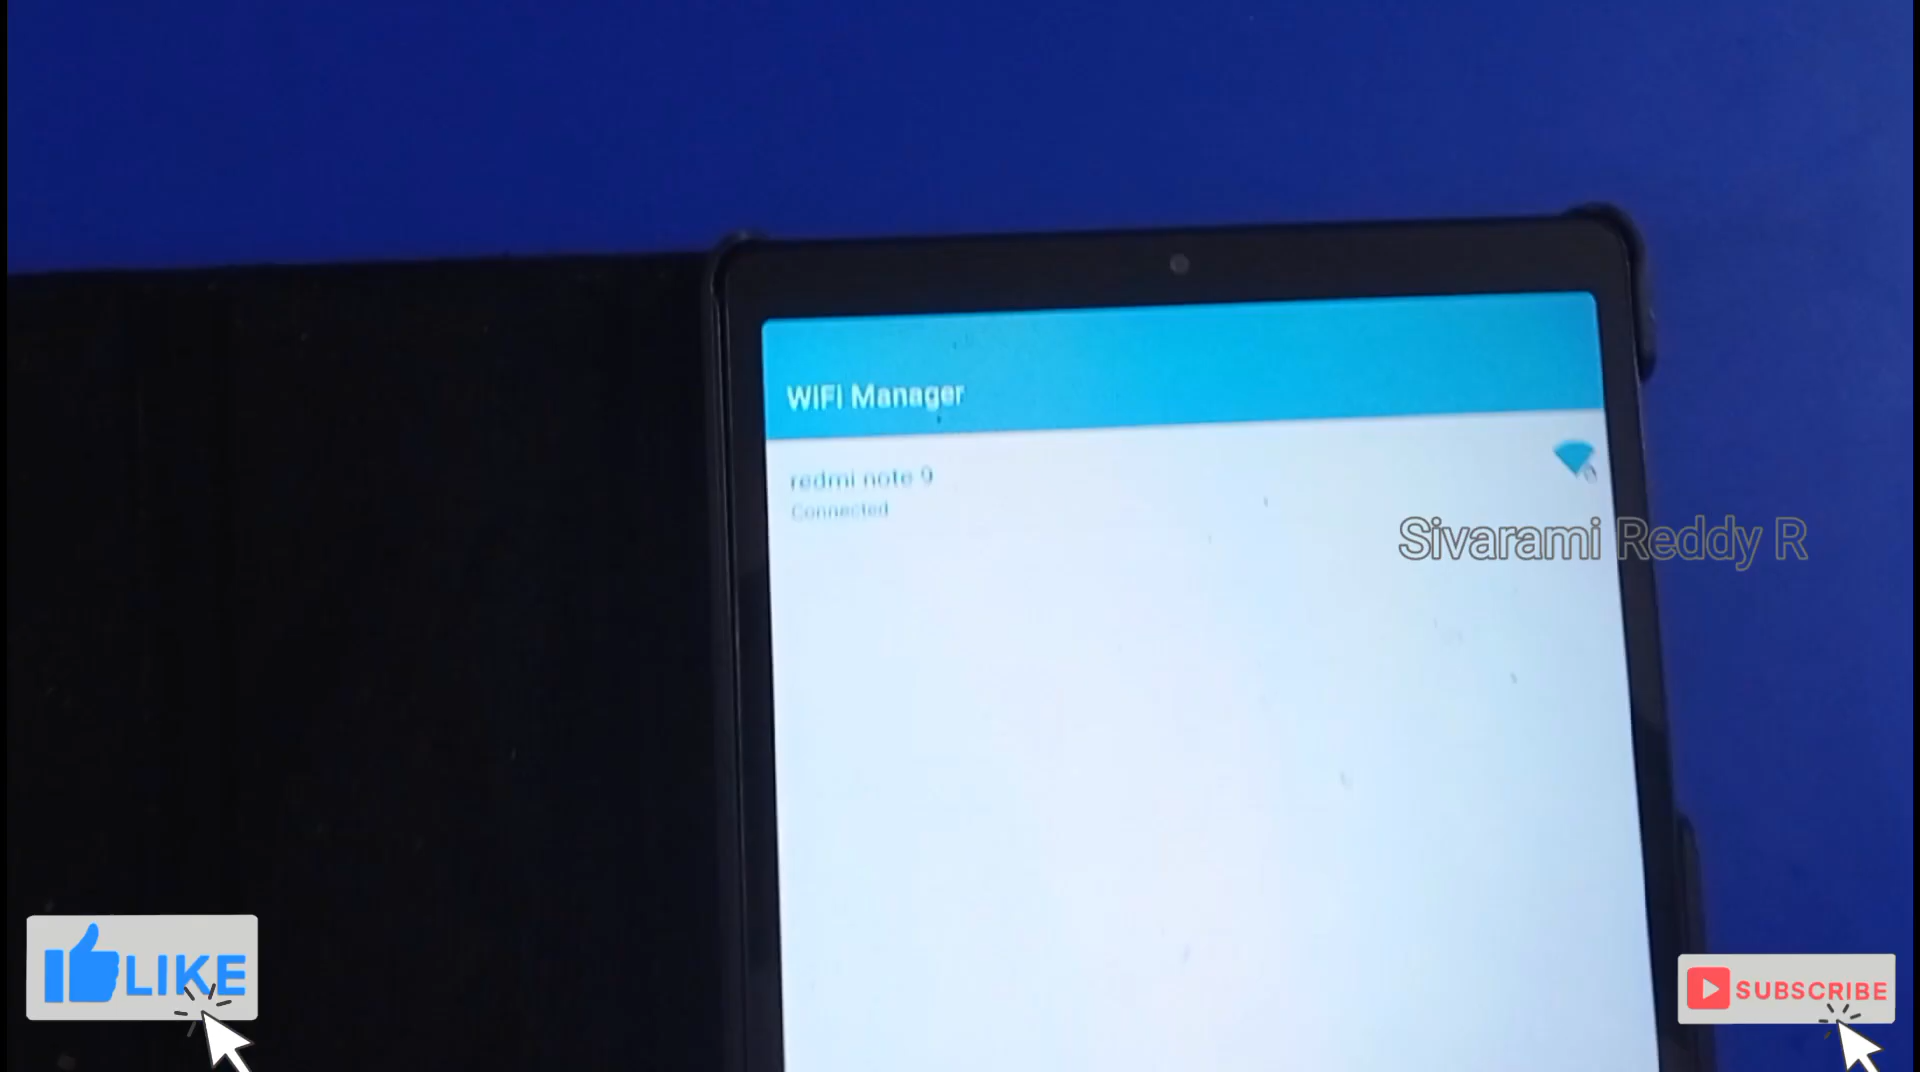 WiFi Manager
redmi note 9
Connected
Sivarami Reddy R
LIKE
SUBSCRIBE